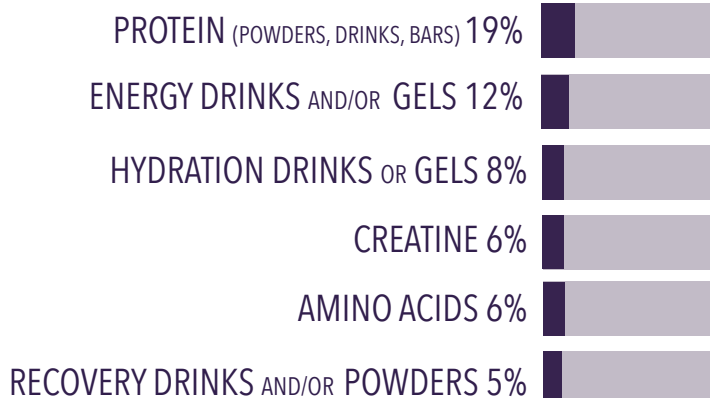 PROTEIN (POWDERS, DRINKS, BARS) 19%
ENERGY DRINKS AND/OR GELS 12%
HYDRATION DRINKS OR GELS 8%
CREATINE 6%
AMINO ACIDS 6%
RECOVERY DRINKS AND/OR POWDERS 5%